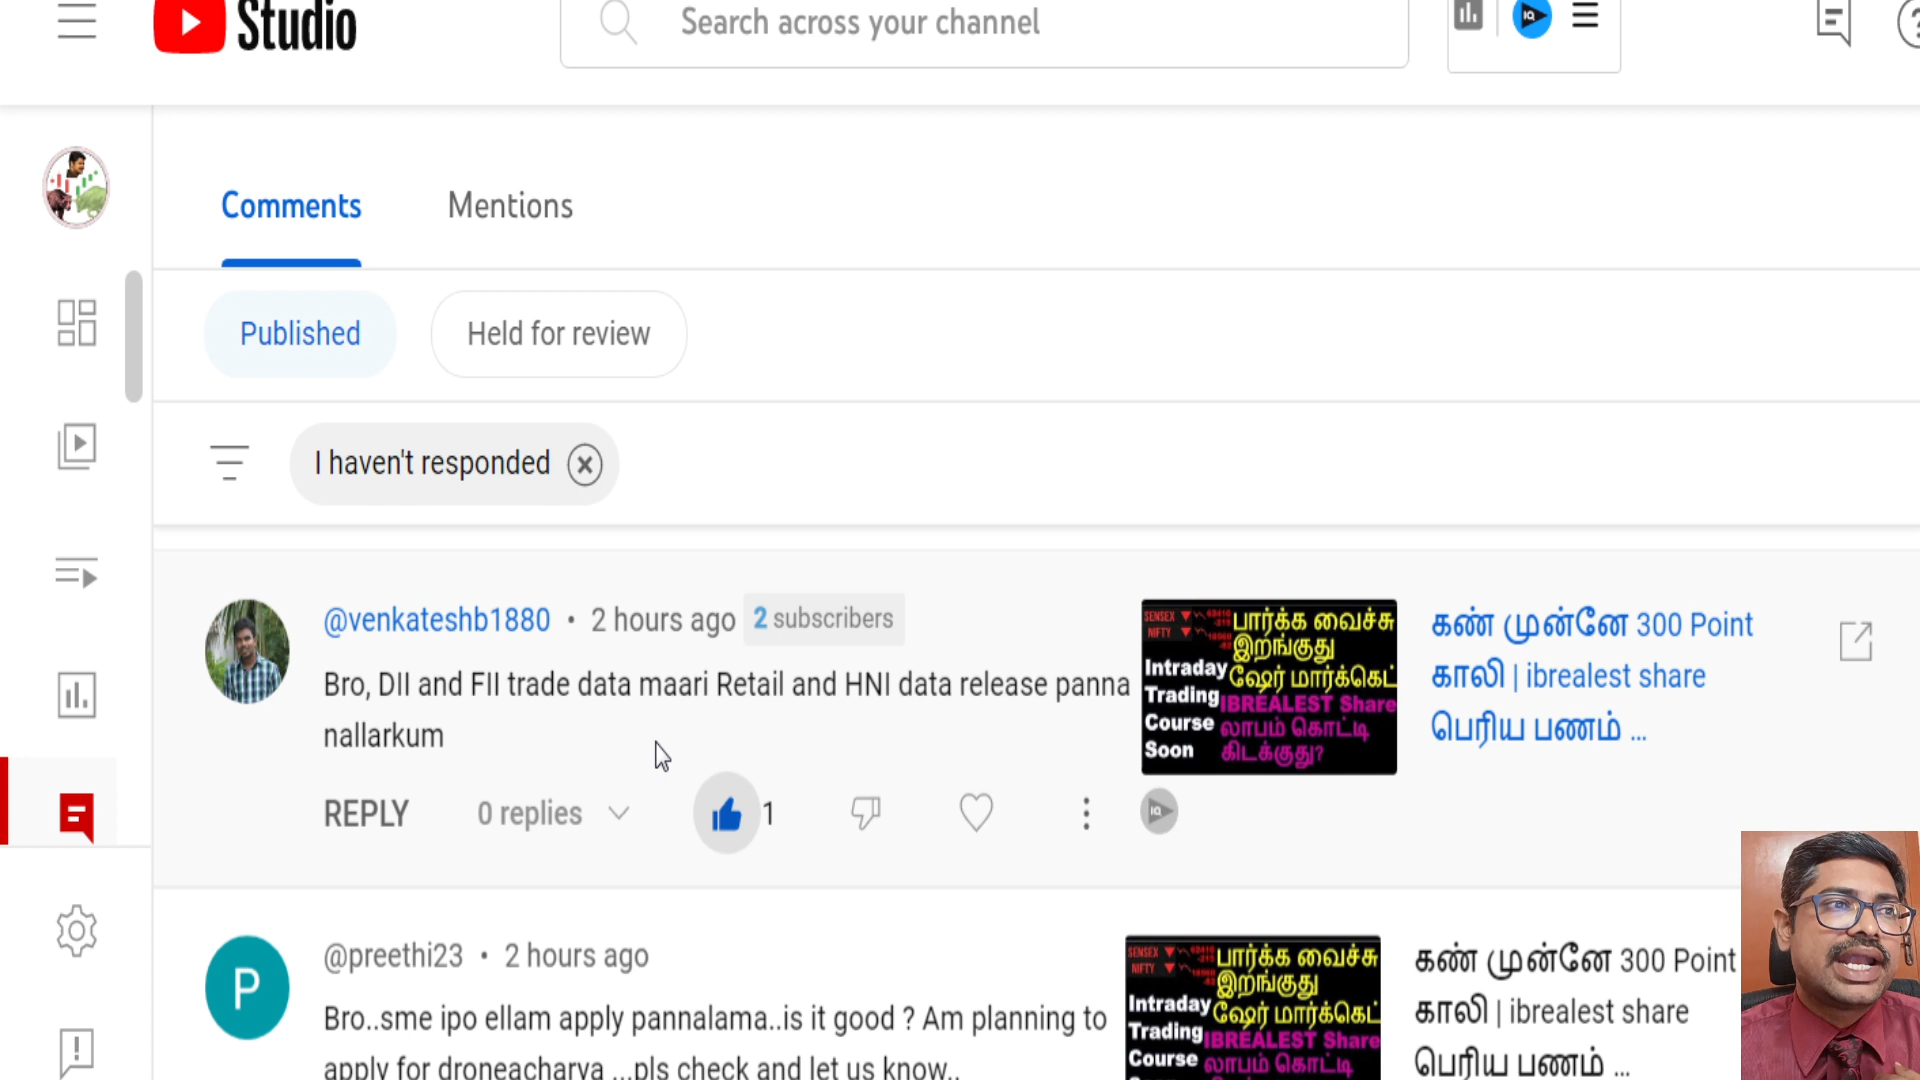 Studio
Search across your channel
Comments
Mentions
Published
Held for review
I haven't responded
@venkateshb1880 • 2 hours ago 2 subscribers
Bro, DII and FII trade data maari Retail and HNI data release panna
nallarkum
REPLY
0 replies
1
SENSEX
NIFTY
பார்க்க வைச்சு
இறங்குது
ஷேர் மார்க்கெட்
Intraday
Trading
Course
Soon
IBREALEST Share
லாபம் கொட்டி
கிடக்குது?
கண் முன்னே 300 Point
காலி | ibrealest share
பெரிய பணம் ...
P
@preethi23 • 2 hours ago
Bro..sme ipo ellam apply pannalama..is it good ? Am planning to
apply for droneacharya ...pls check and let us know..
SENSEX
NIFTY
பார்க்க வைச்சு
இறங்குது
ஷேர் மார்க்கெட்
Intraday
Trading
Course
IBREALEST Share
லாபம் கொட்டி
கண் முன்னே 300 Point
காலி | ibrealest share
பெரிய பணம் ...